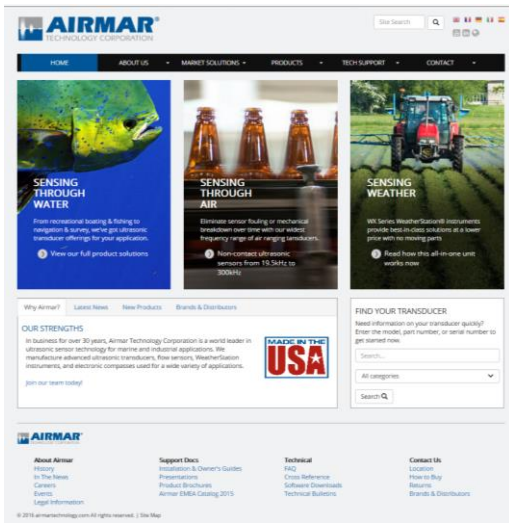 AIRMAR®
TECHNOLOGY CORPORATION
Site Search
HOME
ABOUT US
MARKET SOLUTIONS
PRODUCTS
TECH SUPPORT
CONTACT
SENSING
THROUGH
WATER
From recreational boating & fishing to
navigation & survey, we've got ultrasonic
transducer offerings for your application.
View our full product solutions
SENSING
THROUGH
AIR
Eliminate sensor fouling or mechanical
breakdown over time with our widest
frequency range of air ranging tansducers.
Non-contact ultrasonic
sensors from 19.5kHz to
300kHz
SENSING
WEATHER
WX Series WeatherStation® instruments
provide best-in-class solutions at a lower
price with no moving parts
Read how this all-in-one unit
works now
Why Airmar?
Latest News
New Products
Brands & Distributors
OUR STRENGTHS
In business for over 30 years, Airmar Technology Corporation is a world leader in
ultrasonic sensor technology for marine and industrial applications. We
manufacture advanced ultrasonic transducers, flow sensors, WeatherStation
instruments, and electronic compasses used for a wide variety of applications.
Join our team today!
MADE IN THE
USA
FIND YOUR TRANSDUCER
Need information on your transducer quickly?
Enter the model, part number, or serial number to
get started now.
Search...
All categories
Search
AIRMAR®
TECHNOLOGY CORPORATION
About Airmar
History
In The News
Careers
Events
Legal Information
Support Docs
Installation & Owner's Guides
Presentations
Product Brochures
Airmar EMEA Catalog 2015
Technical
FAQ
Cross Reference
Software Downloads
Technical Bulletins
Contact Us
Location
How to Buy
Returns
Brands & Distributors
© 2016 airmartechnology.com All rights reserved. | Site Map